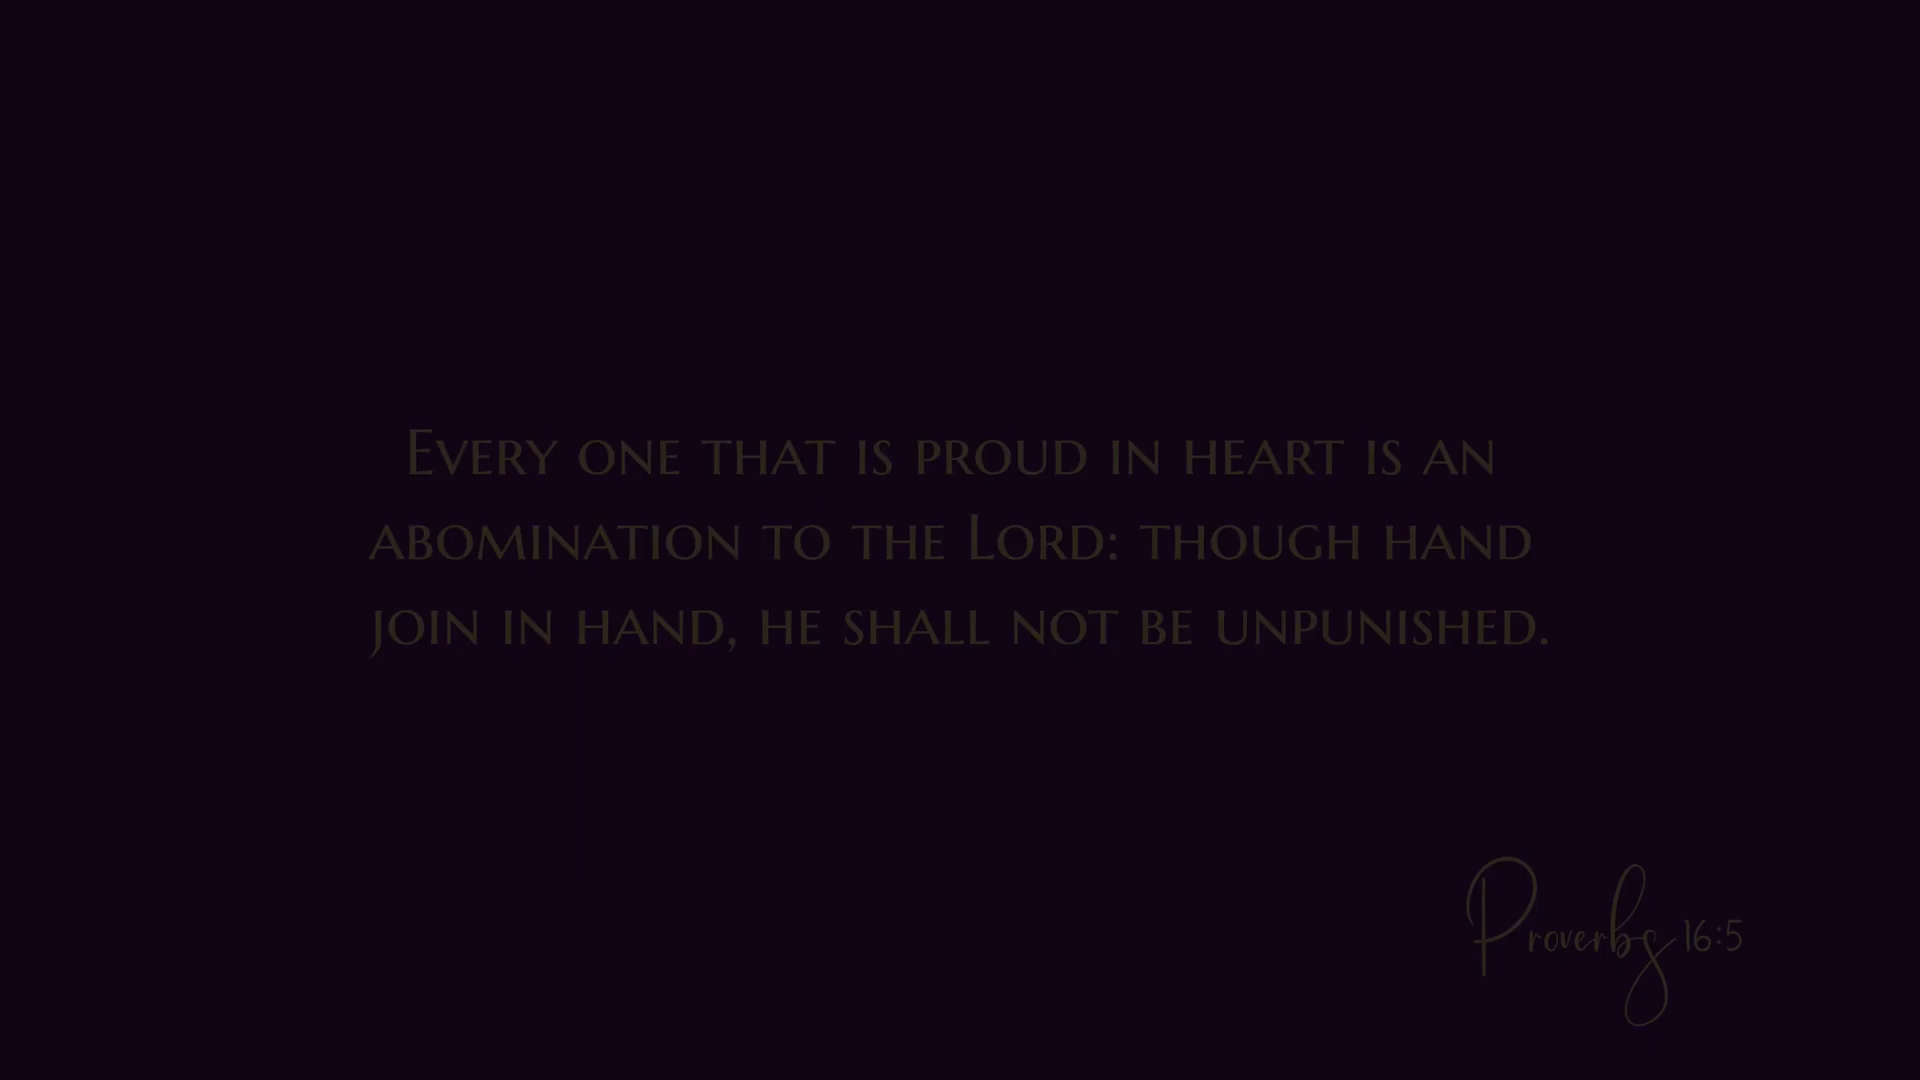 Every one that is proud in heart is an
abomination to the Lord: though hand
join in hand, he shall not be unpunished.
Proverbs 16:5